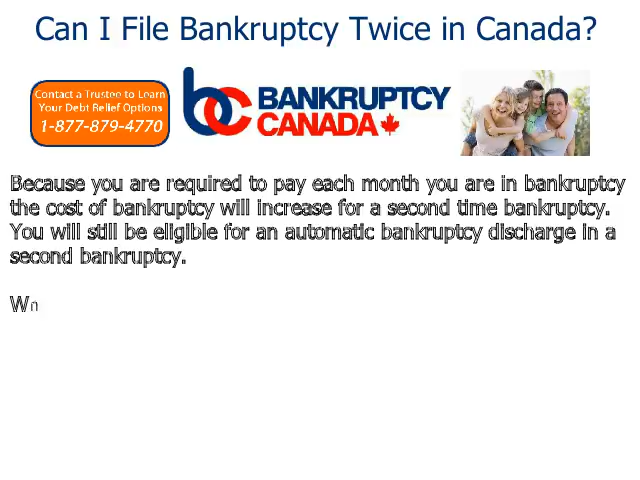 Can I File Bankruptcy Twice in Canada?
Contact a Trustee to Learn
Your Debt Relief Options
1-877-879-4770
bc BANKRUPTCY
CANADA
Because you are required to pay each month you are in bankruptcy
the cost of bankruptcy will increase for a second time bankruptcy.
You will still be eligible for an automatic bankruptcy discharge in a
second bankruptcy.